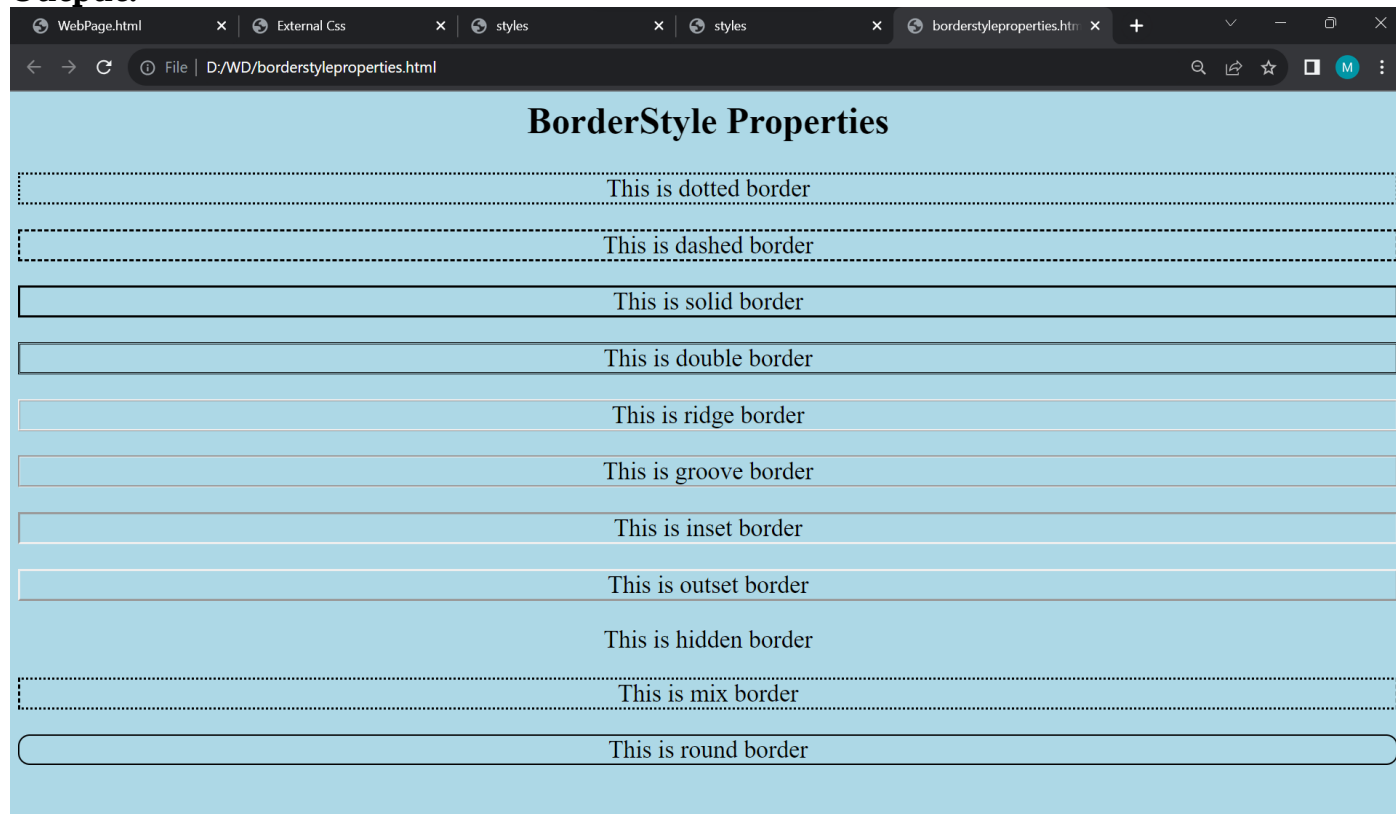 Output:
WebPage.html External Css styles styles borderstyleproperties.htm
File D:/WD/borderstyleproperties.html M
BorderStyle Properties
This is dotted border
This is dashed border
This is solid border
This is double border
This is ridge border
This is groove border
This is inset border
This is outset border
This is hidden border
This is mix border
This is round border